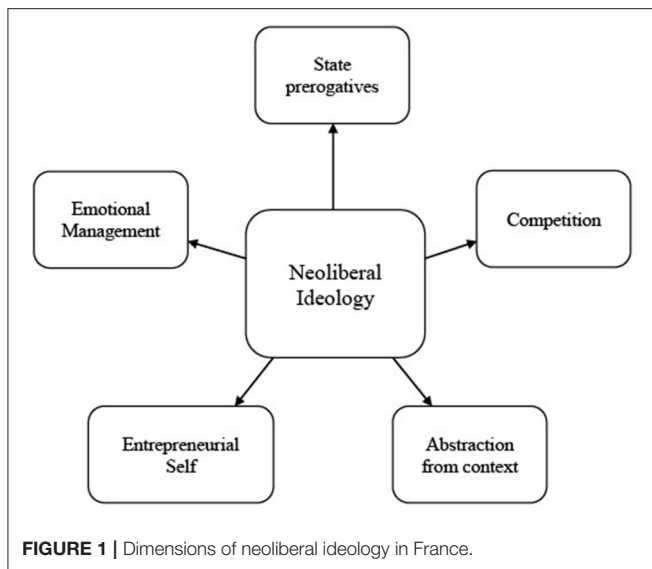 State
prerogatives
Emotional
Management
Competition
Neoliberal
Ideology
Entrepreneurial
Self
Abstraction
from context
FIGURE 1 | Dimensions of neoliberal ideology in France.